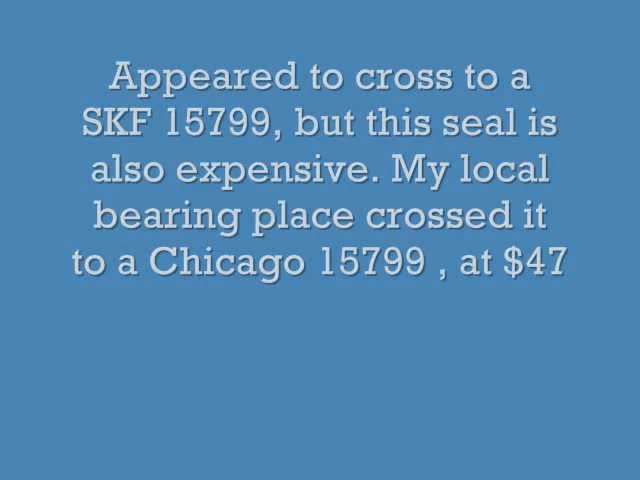 Appeared to cross to a
SKF 15799, but this seal is
also expensive. My local
bearing place crossed it
to a Chicago 15799 , at $47